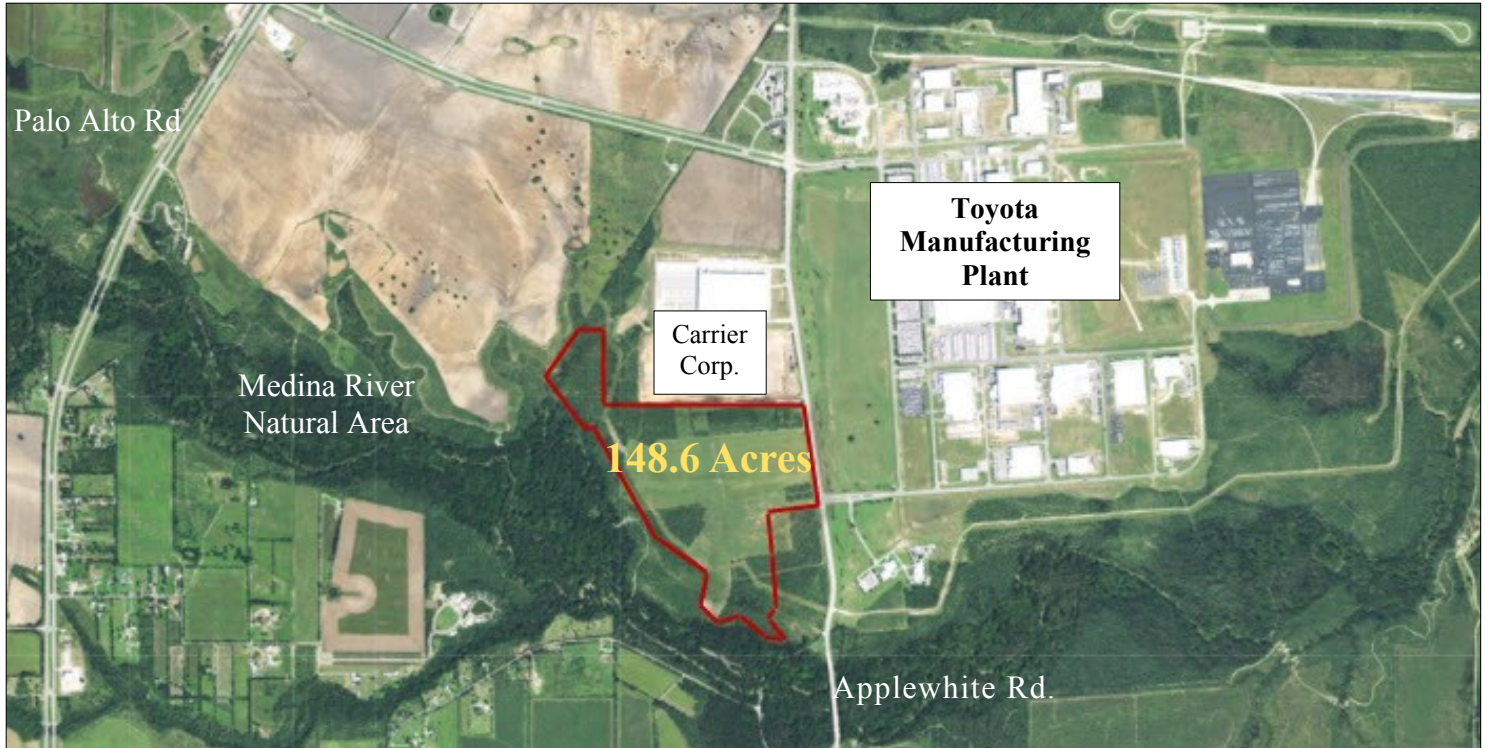 Palo Alto Rd
Toyota
Manufacturing
Plant
Carrier
Corp.
Medina River
Natural Area
148.6 Acres
Applewhite Rd.